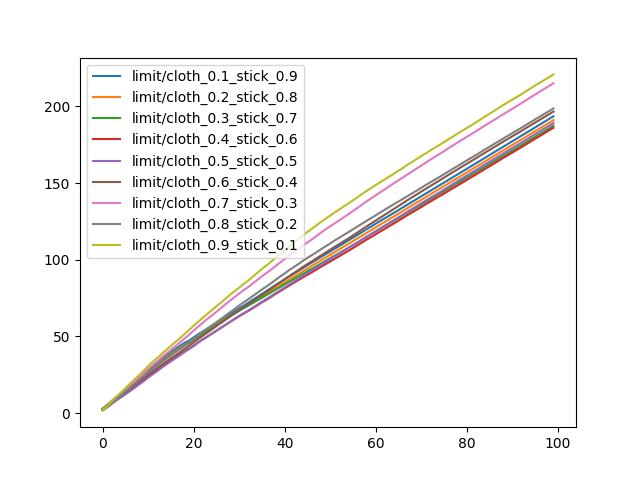 limit/cloth_0.1_stick_0.9
limit/cloth_0.2_stick_0.8
limit/cloth_0.3_stick_0.7
limit/cloth_0.4_stick_0.6
limit/cloth_0.5_stick_0.5
limit/cloth_0.6_stick_0.4
limit/cloth_0.7_stick_0.3
limit/cloth_0.8_stick_0.2
limit/cloth_0.9_stick_0.1
200
150
100
50
0
0 20 40 60 80 100